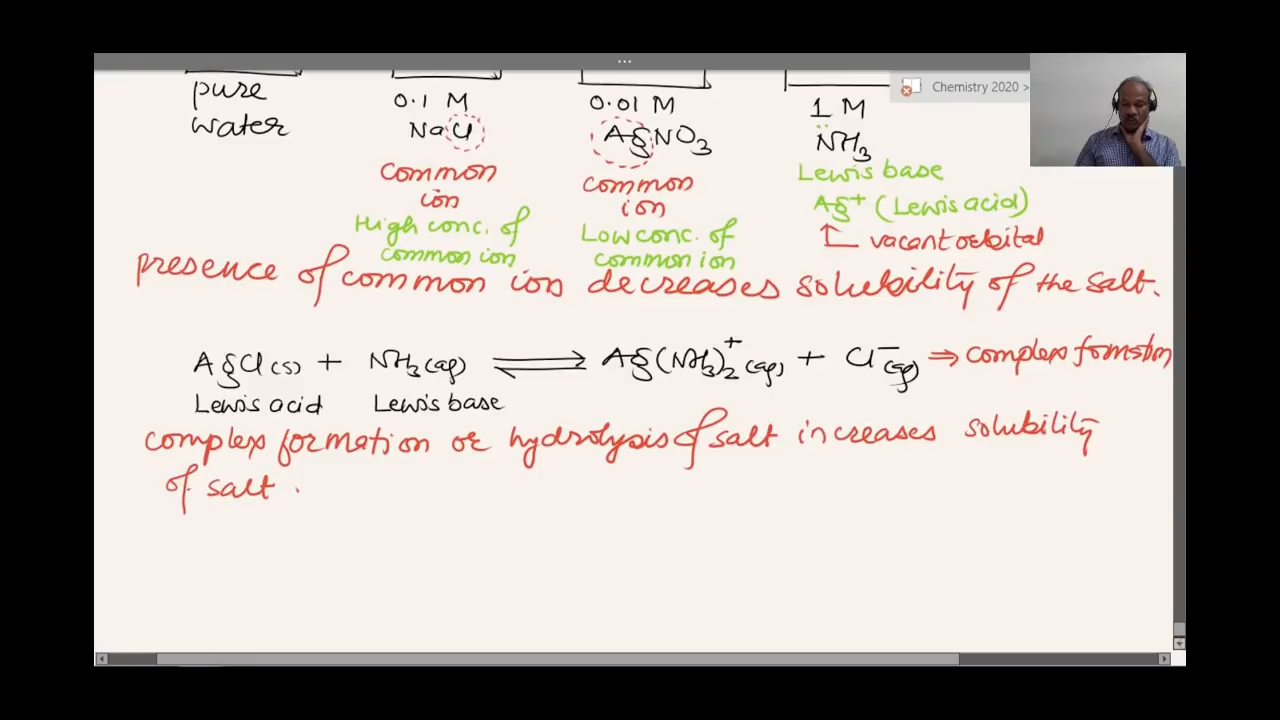 ...
Chemistry 2020 >
pure
water
0.1 M
NaCl
0.01 M
AgNO3
1 M
N̈H3
common
ion
common
ion
Lewis base
Ag+ (Lewis acid)
High conc. of
common ion
Low conc. of
common ion
vacant orbital
presence of common ion decreases solubility of the salt.
AgCl(s) + NH3(aq) ⇌ Ag(NH3)2+(aq) + Cl-(aq) ⇒ complex formation
Lewis acid Lewis base
complex formation or hydrolysis of salt increases solubility
of salt.